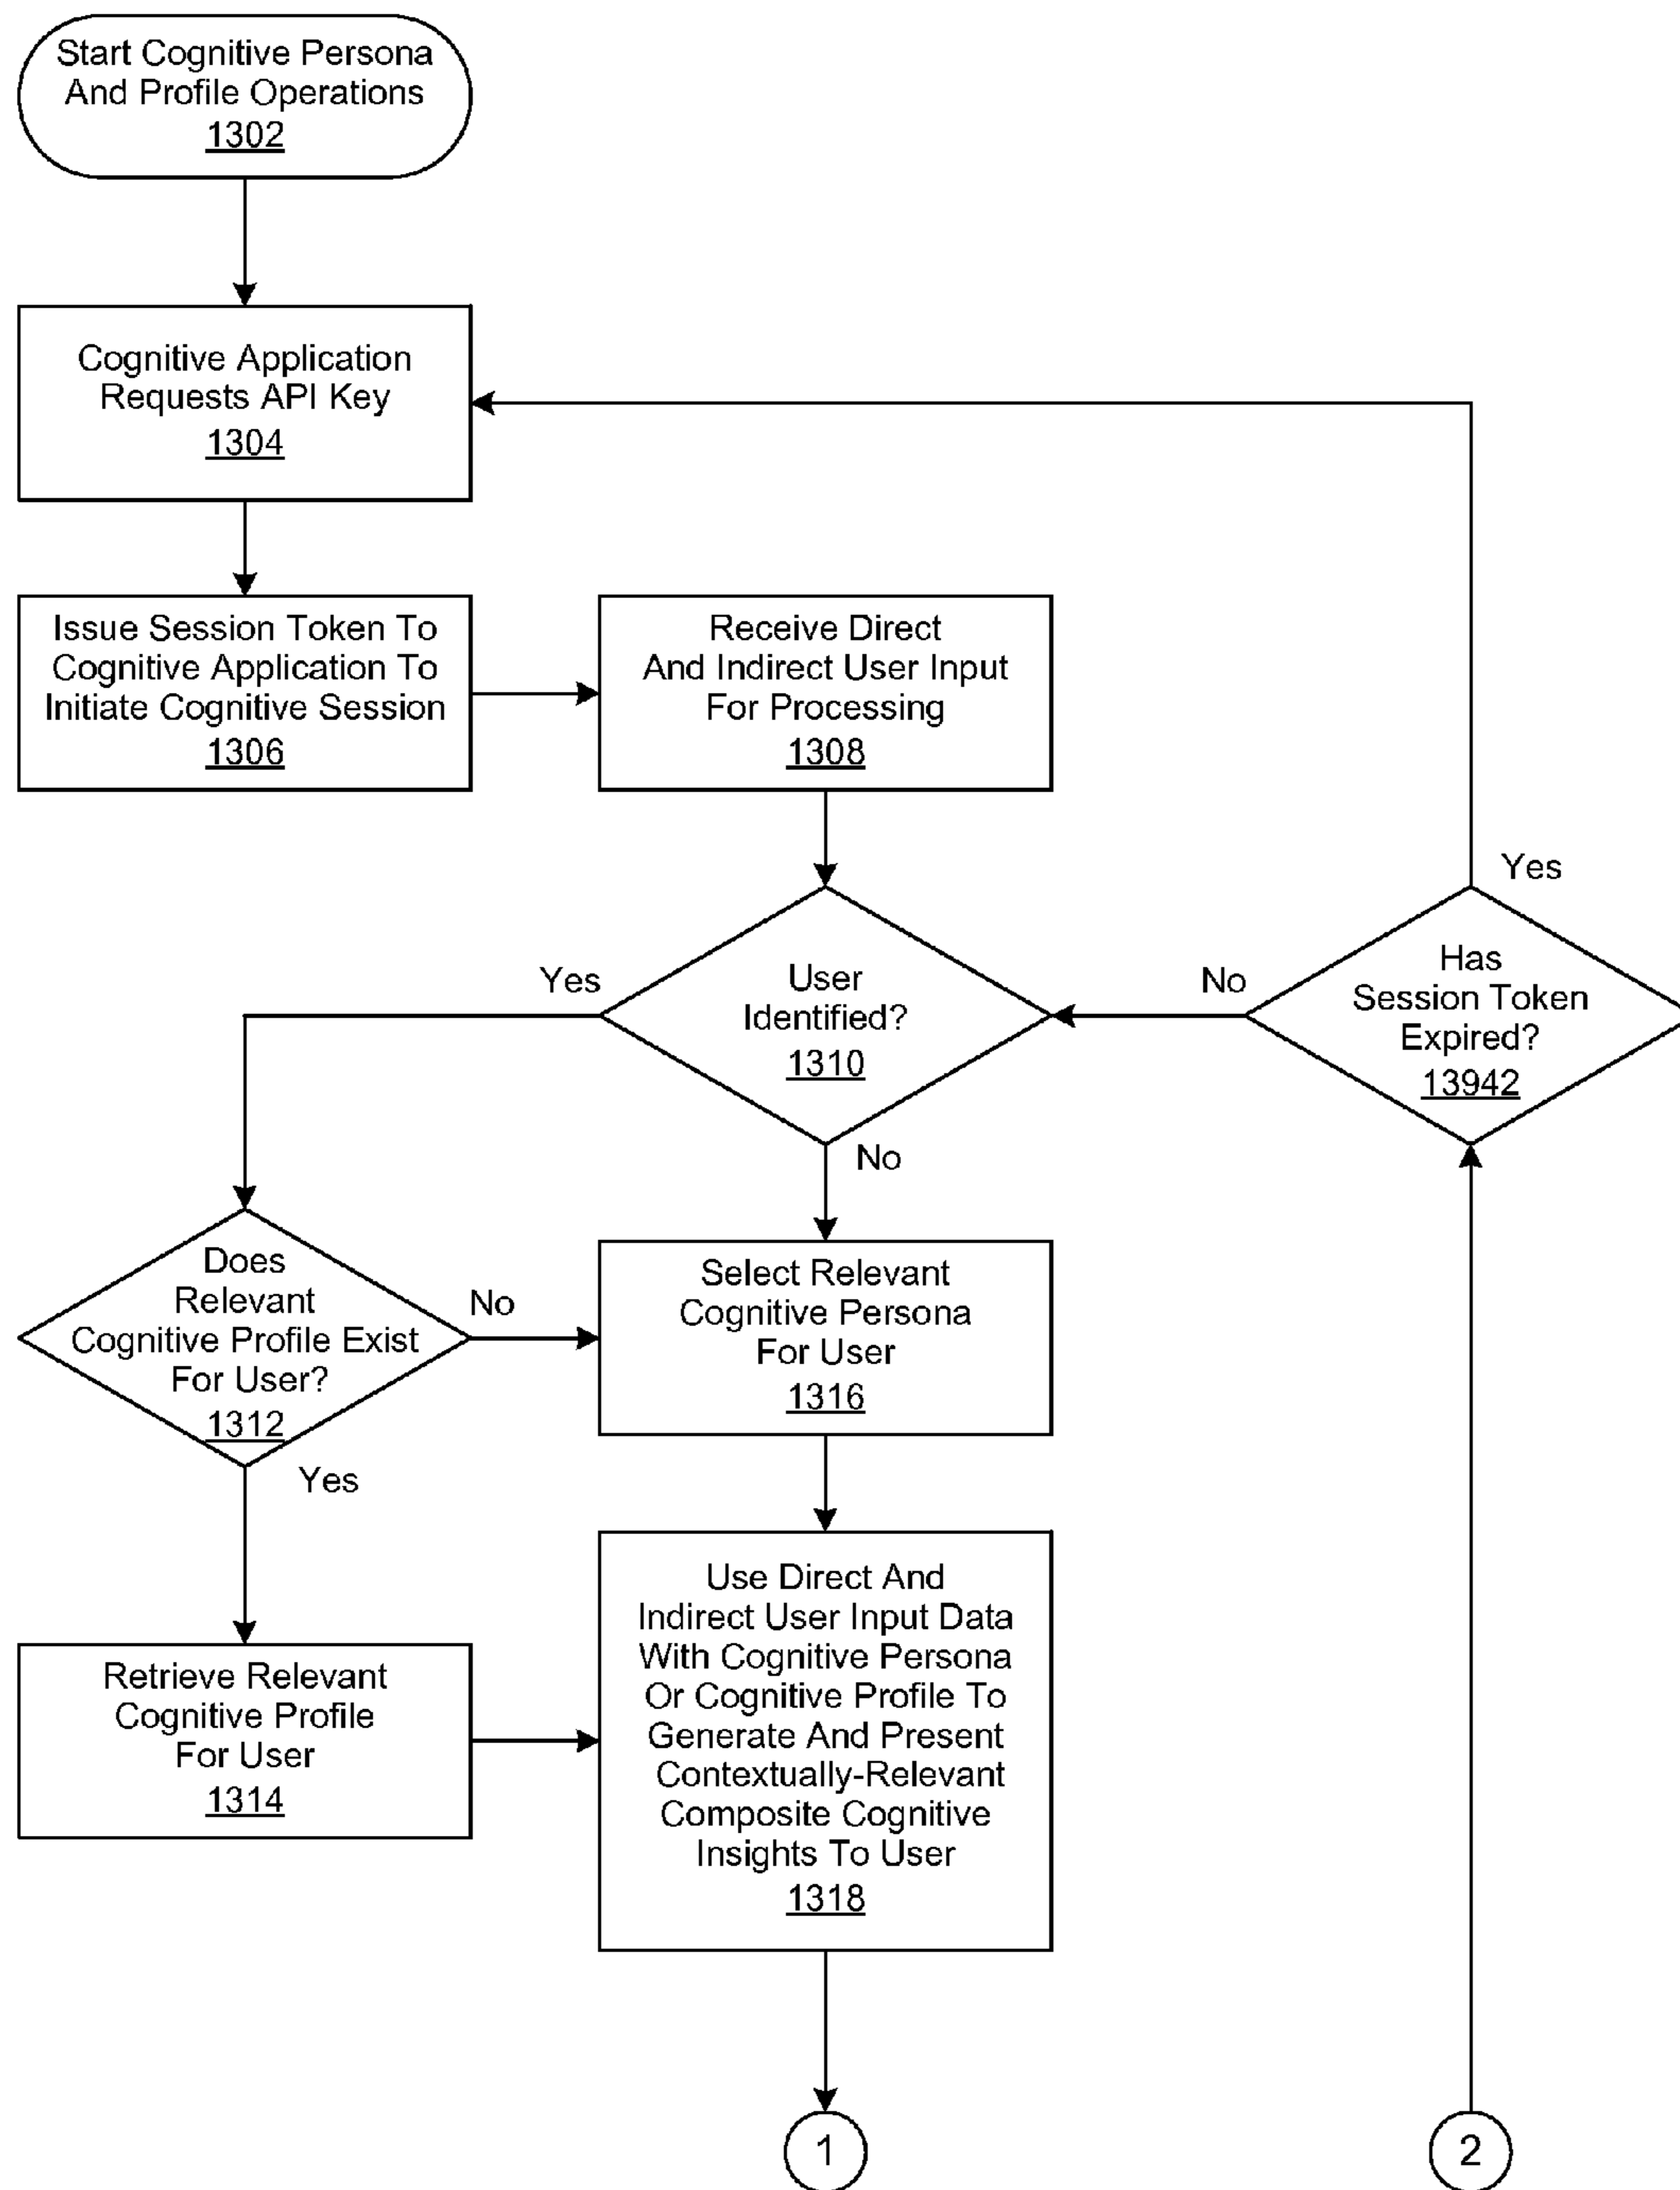 Start Cognitive Persona
And Profile Operations
1302
Cognitive Application
Requests API Key
1304
Issue Session Token To
Cognitive Application To
Initiate Cognitive Session
1306
Receive Direct
And Indirect User Input
For Processing
1308
Yes
User
Identified?
1310
No
No
Has
Session Token
Expired?
13942
Yes
Does
Relevant
Cognitive Profile Exist
For User?
1312
No
Yes
Select Relevant
Cognitive Persona
For User
1316
Retrieve Relevant
Cognitive Profile
For User
1314
Use Direct And
Indirect User Input Data
With Cognitive Persona
Or Cognitive Profile To
Generate And Present
Contextually-Relevant
Composite Cognitive
Insights To User
1318
1
2